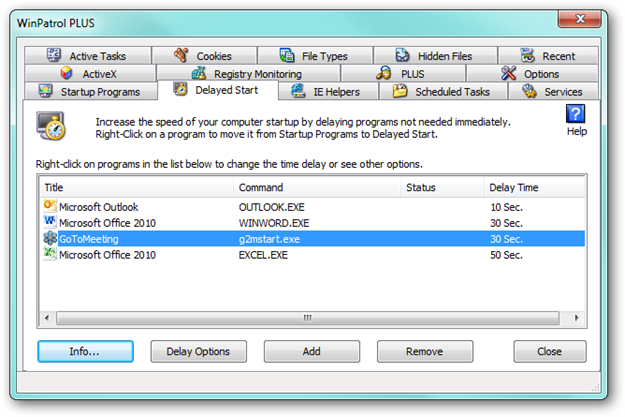 WinPatrol PLUS
Active Tasks Cookies File Types Hidden Files Recent
ActiveX Registry Monitoring PLUS Options
Startup Programs Delayed Start IE Helpers Scheduled Tasks Services
Increase the speed of your computer startup by delaying programs not needed immediately.
Right-Click on a program to move it from Startup Programs to Delayed Start.
Help
Right-click on programs in the list below to change the time delay or see other options.
Title Command Status Delay Time
Microsoft Outlook OUTLOOK.EXE 10 Sec.
Microsoft Office 2010 WINWORD.EXE 30 Sec.
GoToMeeting g2mstart.exe 30 Sec.
Microsoft Office 2010 EXCEL.EXE 50 Sec.
Info... Delay Options Add Remove Close